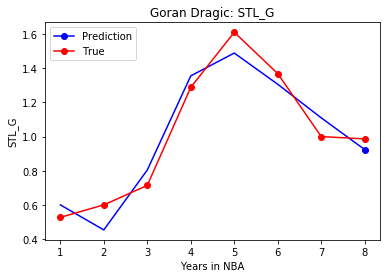 Goran Dragic: STL_G
Prediction
True
STL_G
1.6
1.4
1.2
1.0
0.8
0.6
0.4
1 2 3 4 5 6 7 8
Years in NBA